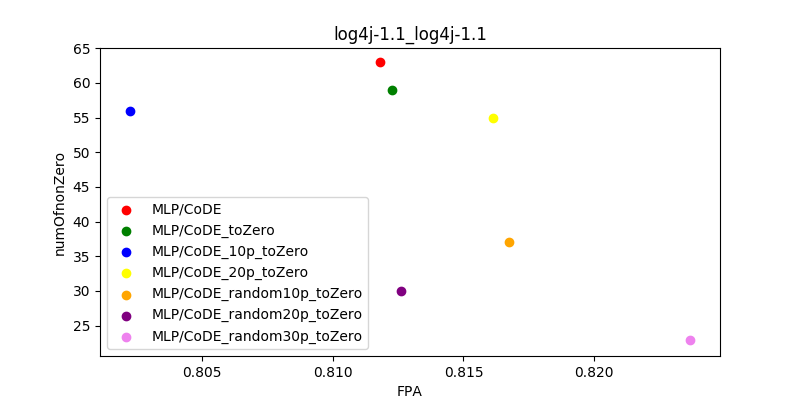 log4j-1.1_log4j-1.1
65
60
55
50
45
40
35
30
25
numOfnonZero
MLP/CoDE
MLP/CoDE_toZero
MLP/CoDE_10p_toZero
MLP/CoDE_20p_toZero
MLP/CoDE_random10p_toZero
MLP/CoDE_random20p_toZero
MLP/CoDE_random30p_toZero
0.805 0.810 0.815 0.820
FPA